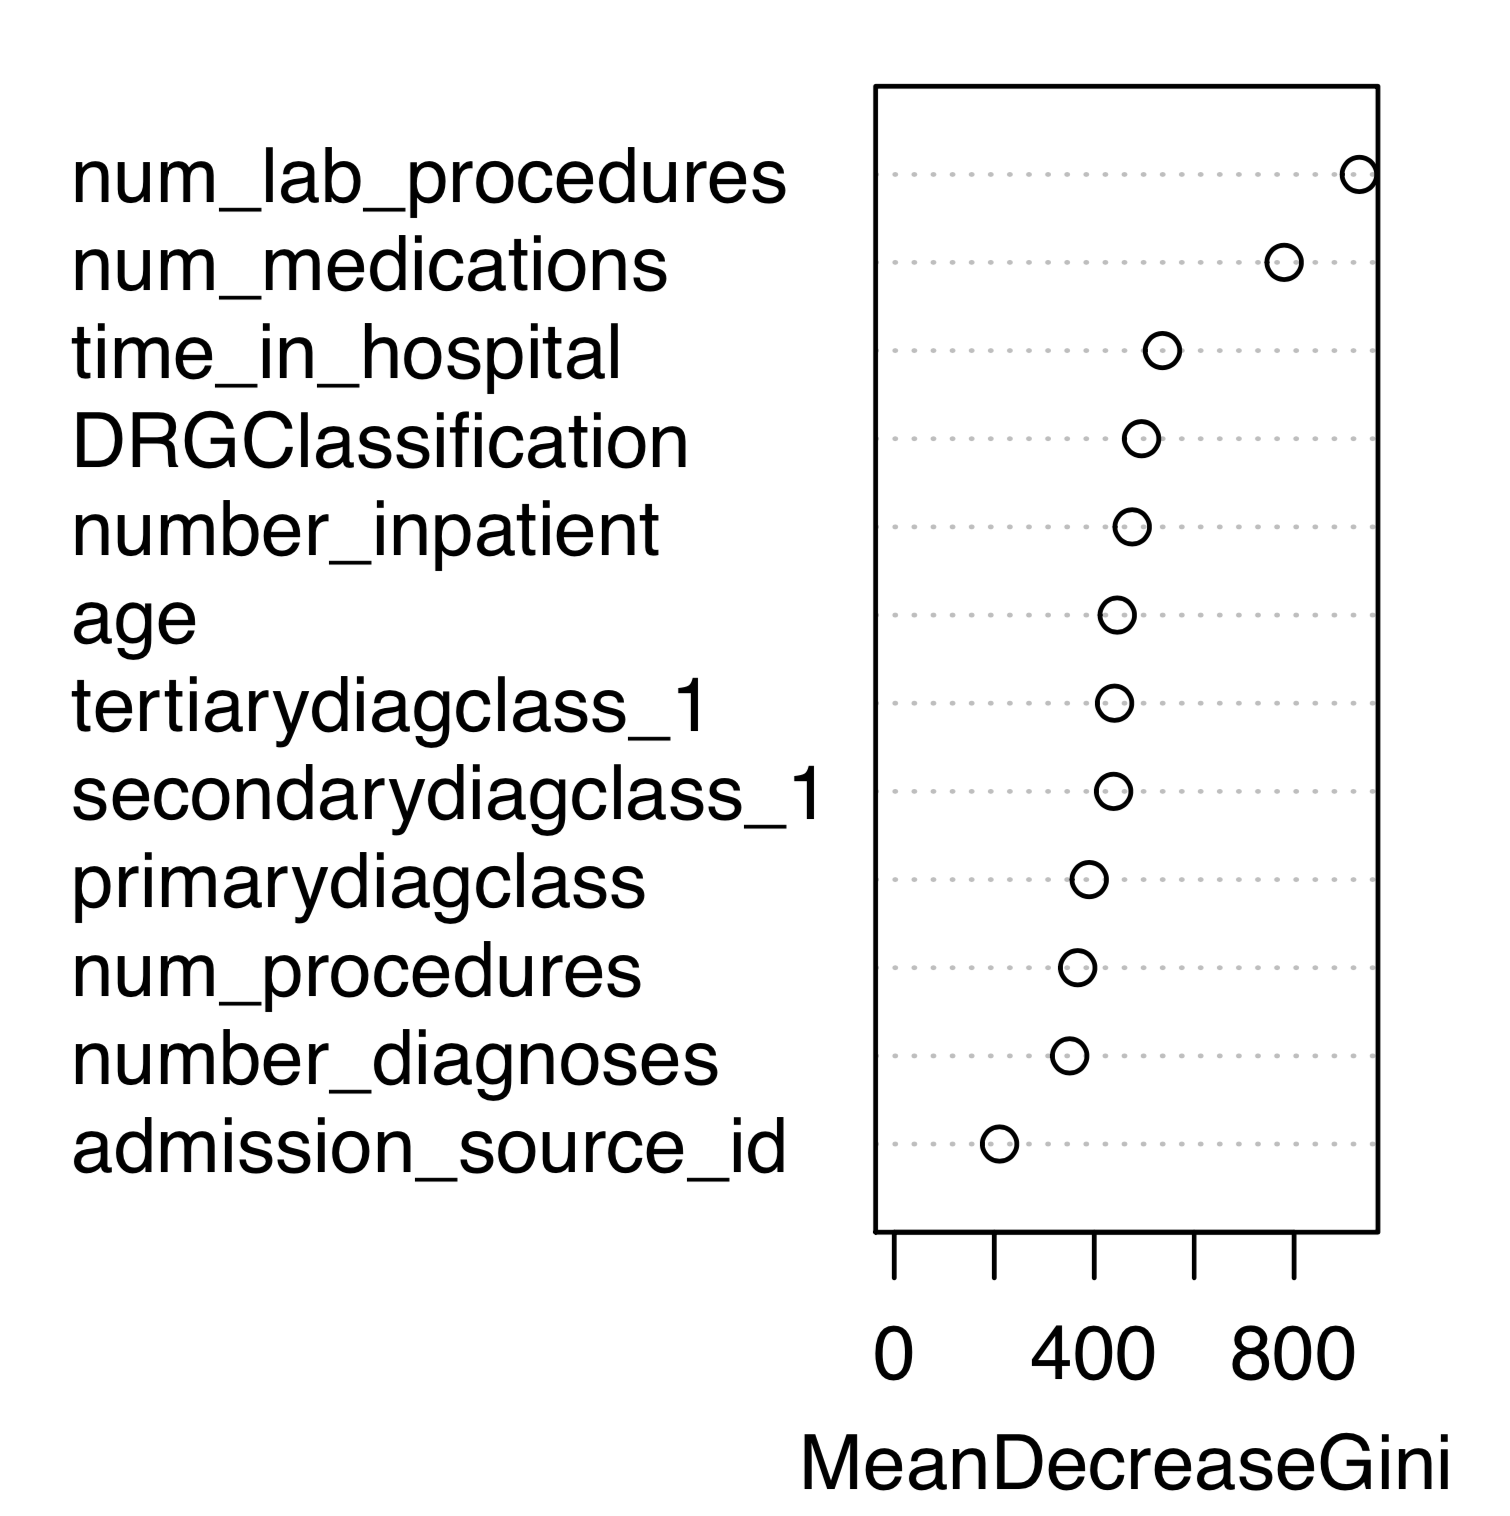 num_lab_procedures
num_medications
time_in_hospital
DRGClassification
number_inpatient
age
tertiarydiagclass_1
secondarydiagclass_1
primarydiagclass
num_procedures
number_diagnoses
admission_source_id
0 400 800
MeanDecreaseGini